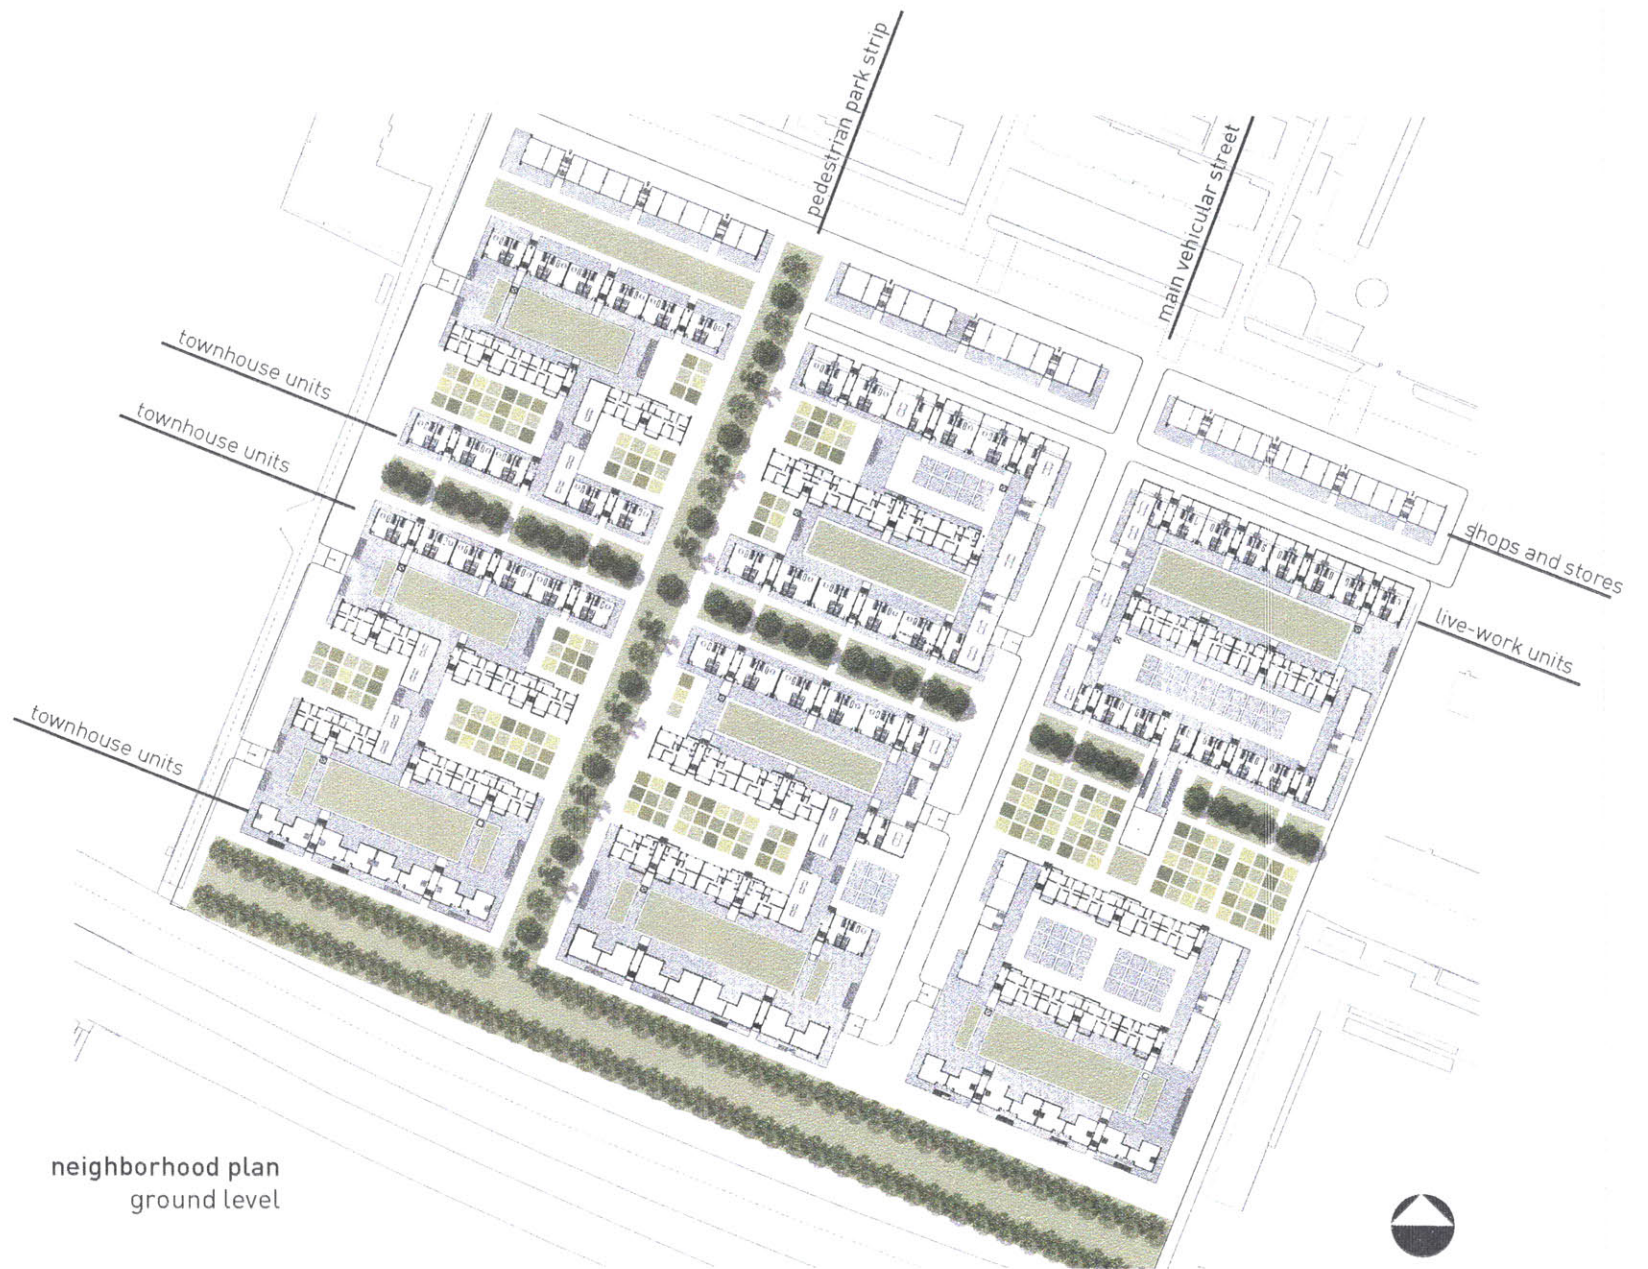 pedestrian park strip
main vehicular street
townhouse units
townhouse units
shops and stores
live-work units
townhouse units
neighborhood plan
ground level